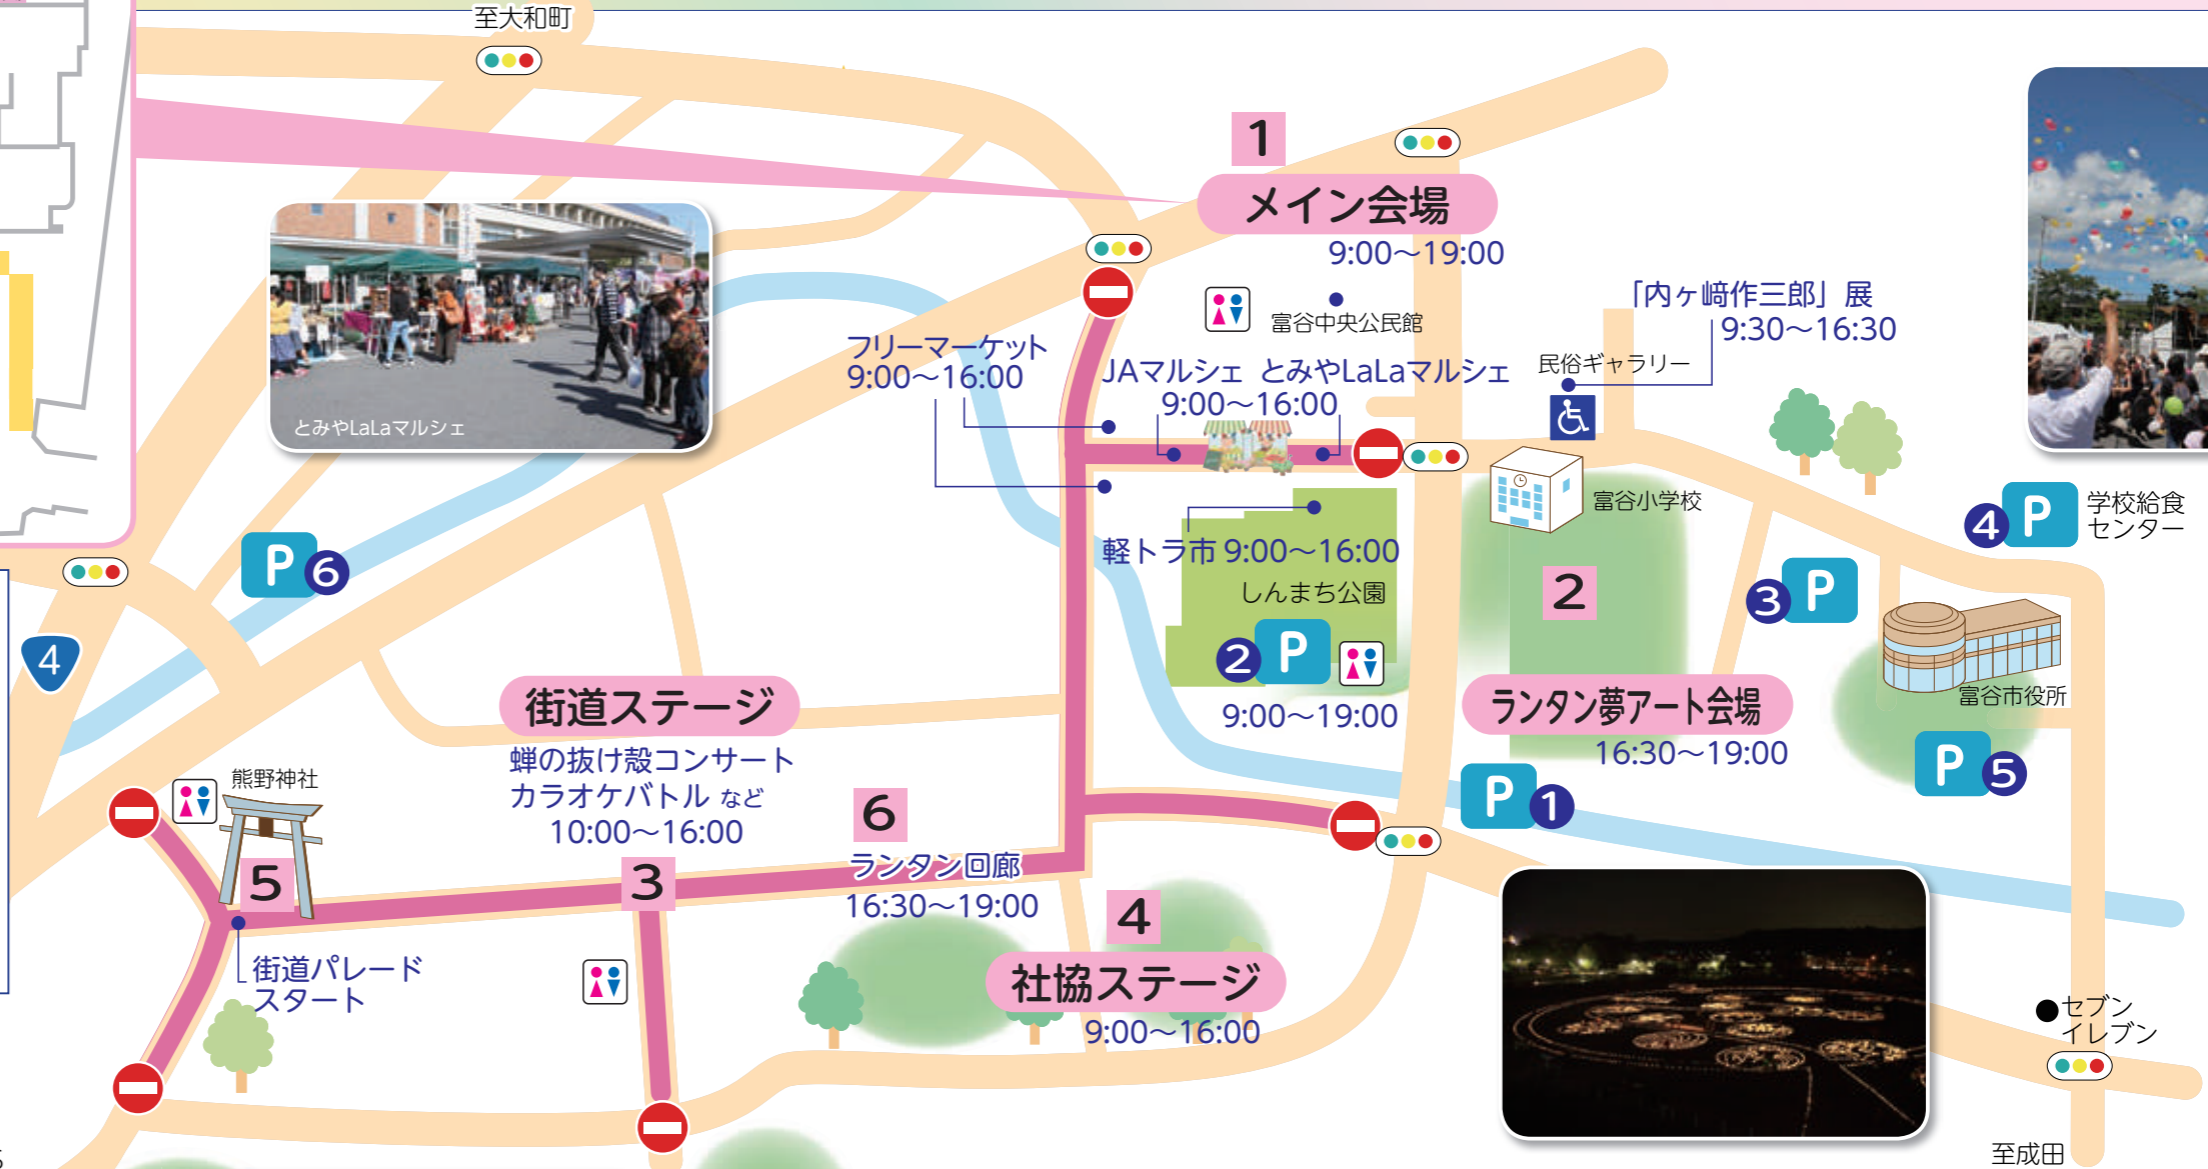 至大和町
1
メイン会場
9:00〜19:00
富谷中央公民館
「内ヶ﨑作三郎」展
9:30〜16:30
民俗ギャラリー
フリーマーケット
9:00〜16:00
JAマルシェ とみやLaLaマルシェ
9:00〜16:00
とみやLaLaマルシェ
富谷小学校
4 P
学校給食
センター
軽トラ市 9:00〜16:00
しんまち公園
2 P
9:00〜19:00
2
ランタン夢アート会場
16:30〜19:00
3 P
富谷市役所
P 5
P 1
P 6
4
街道ステージ
蝉の抜け殻コンサート
カラオケバトル など
10:00〜16:00
3
熊野神社
5
街道パレード
スタート
6
ランタン回廊
16:30〜19:00
4
社協ステージ
9:00〜16:00
セブン
イレブン
至成田